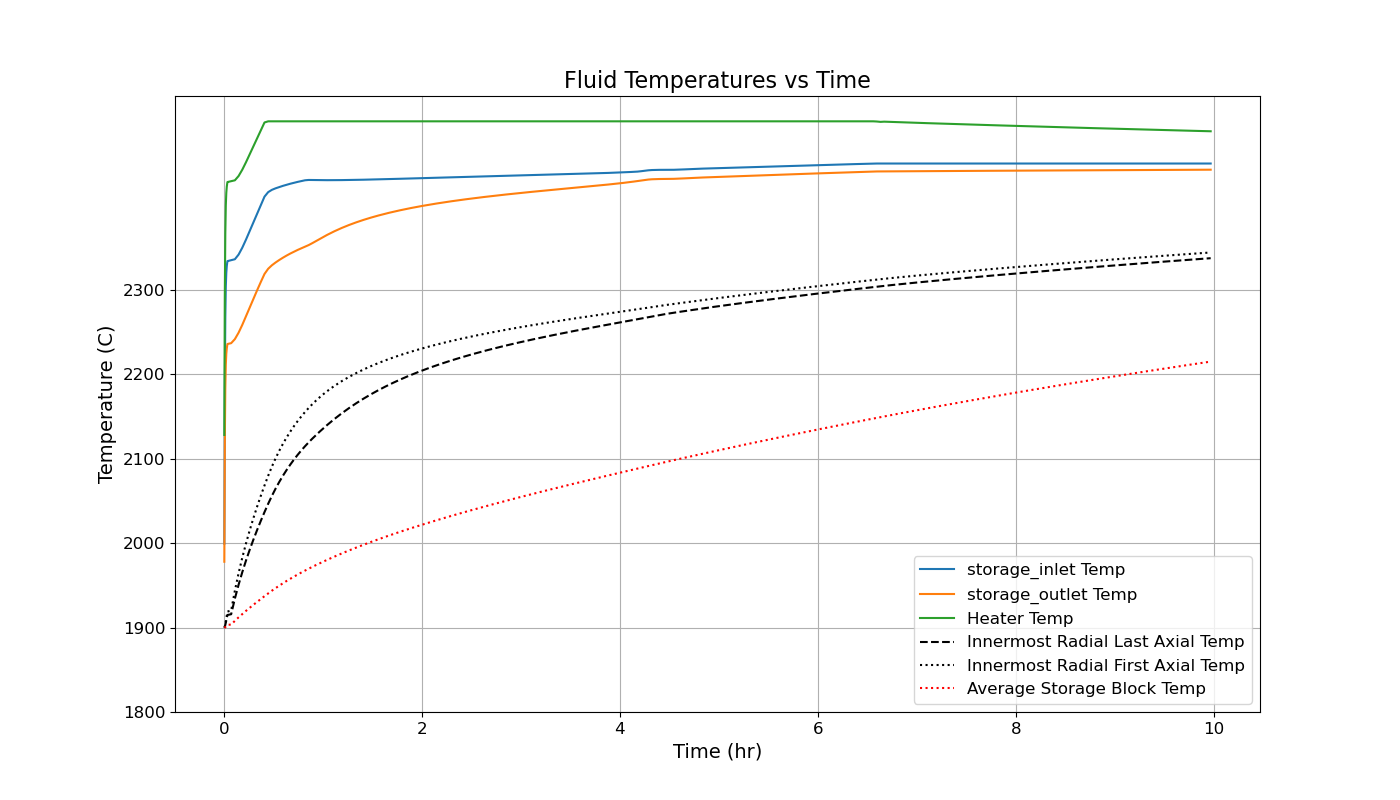 Fluid Temperatures vs Time
Temperature (C)
2300
2200
2100
2000
1900
1800
0 2 4 6 8 10
Time (hr)
storage_inlet Temp
storage_outlet Temp
Heater Temp
Innermost Radial Last Axial Temp
Innermost Radial First Axial Temp
Average Storage Block Temp